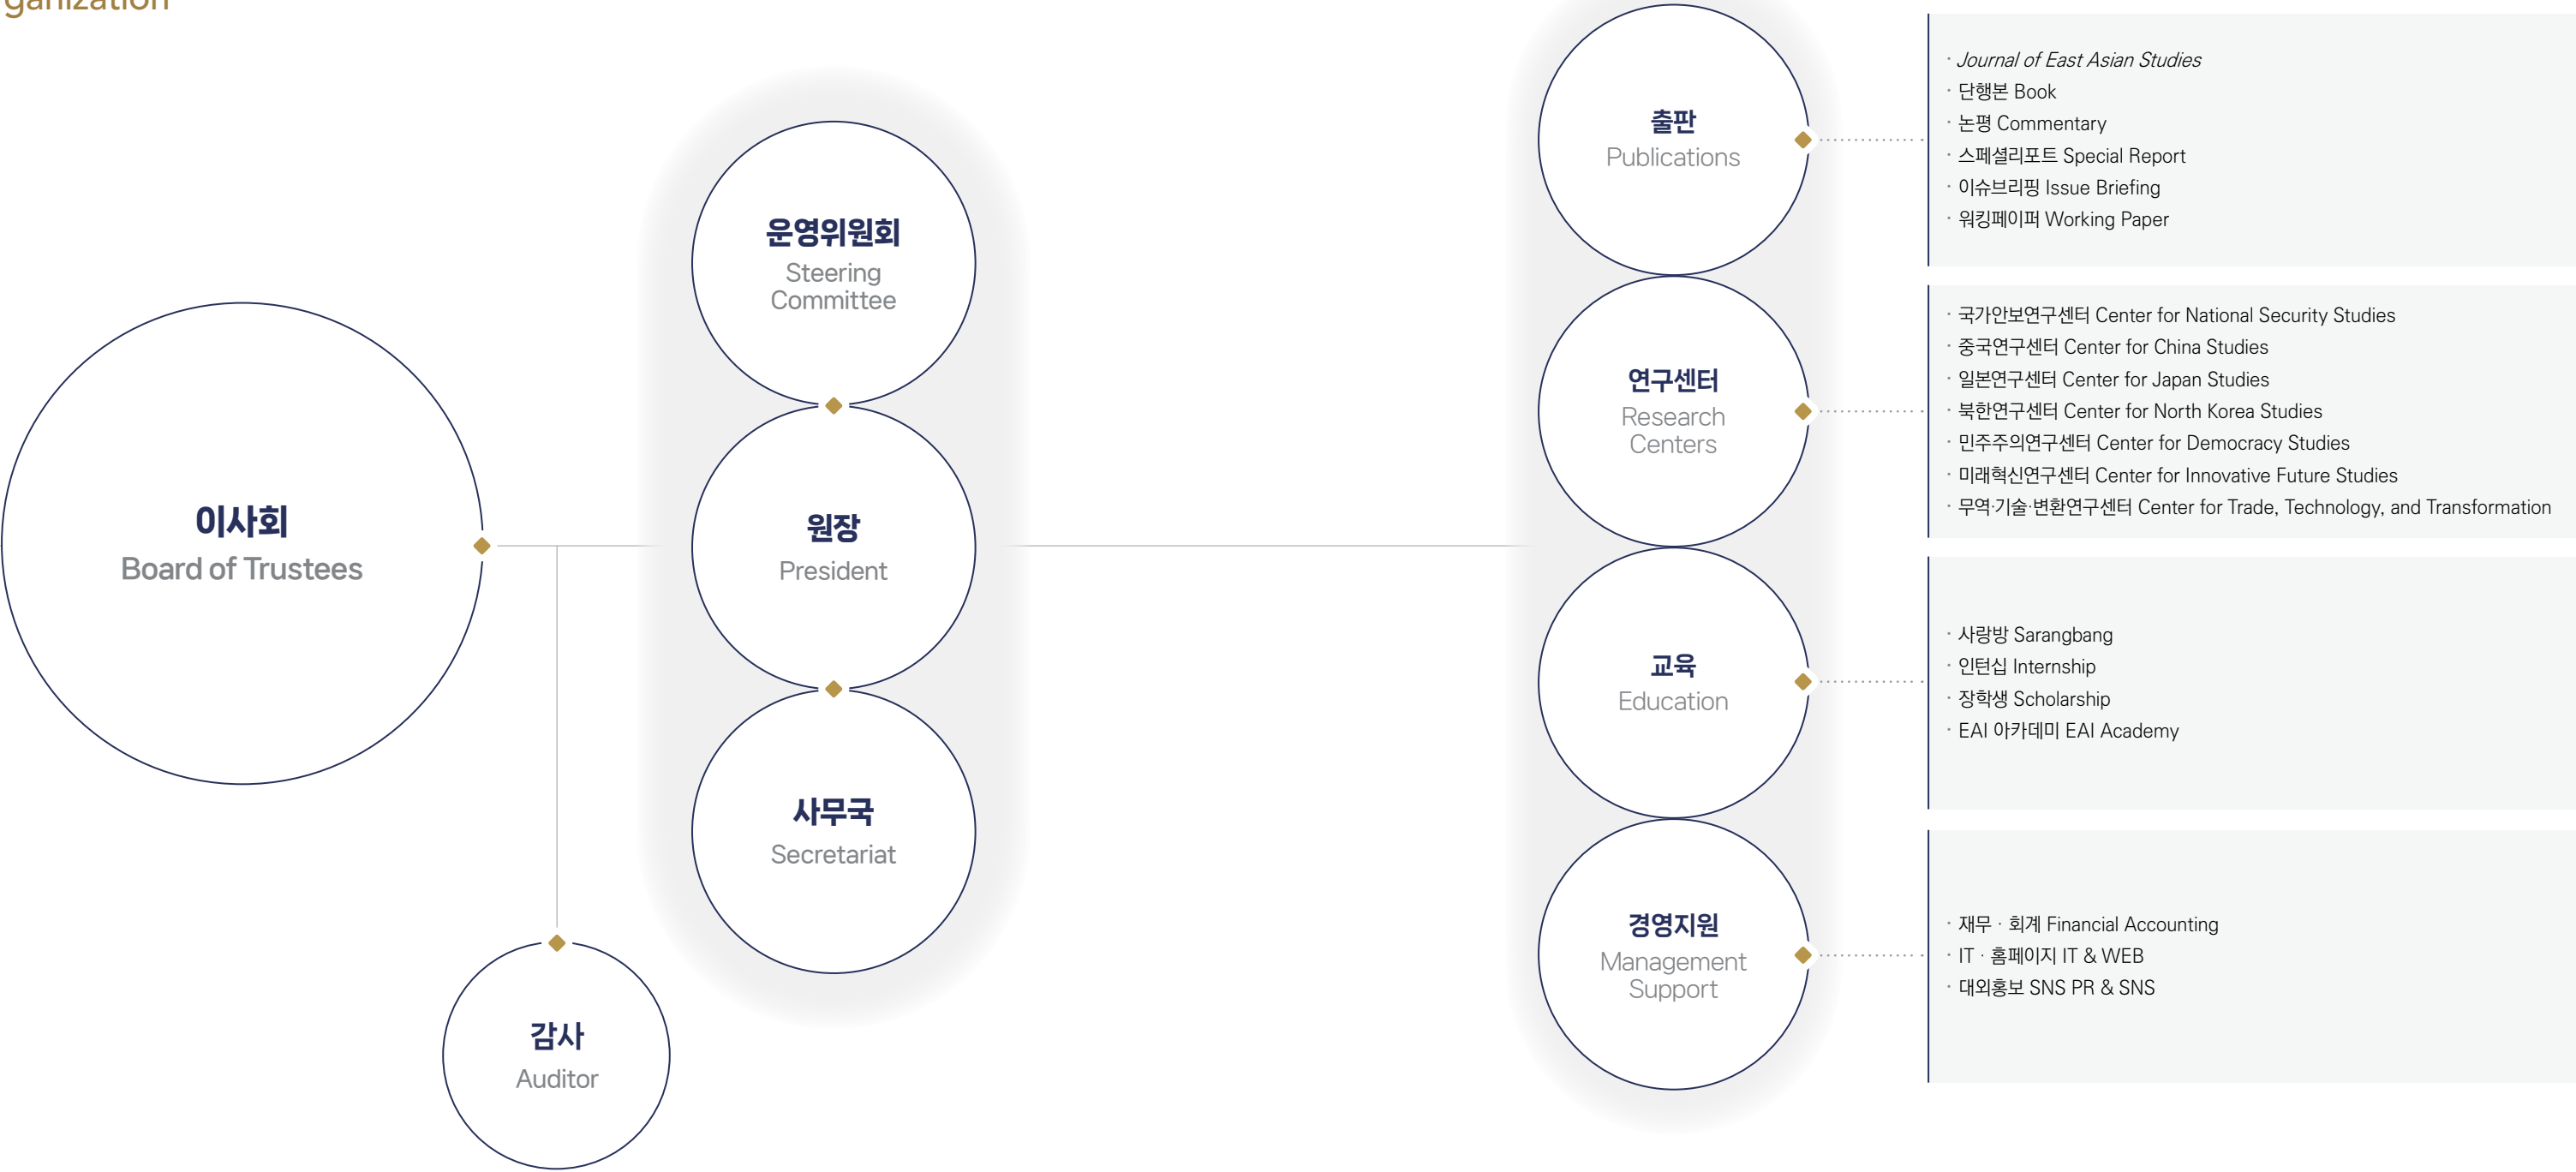 ganization
이사회
Board of Trustees
감사
Auditor
운영위원회
Steering
Committee
원장
President
사무국
Secretariat
출판
Publications
· Journal of East Asian Studies
· 단행본 Book
· 논평 Commentary
· 스페셜리포트 Special Report
· 이슈브리핑 Issue Briefing
· 워킹페이퍼 Working Paper
연구센터
Research
Centers
· 국가안보연구센터 Center for National Security Studies
· 중국연구센터 Center for China Studies
· 일본연구센터 Center for Japan Studies
· 북한연구센터 Center for North Korea Studies
· 민주주의연구센터 Center for Democracy Studies
· 미래혁신연구센터 Center for Innovative Future Studies
· 무역·기술·변환연구센터 Center for Trade, Technology, and Transformation
교육
Education
· 사랑방 Sarangbang
· 인턴십 Internship
· 장학생 Scholarship
· EAI 아카데미 EAI Academy
경영지원
Management
Support
· 재무 · 회계 Financial Accounting
· IT · 홈페이지 IT & WEB
· 대외홍보 SNS PR & SNS